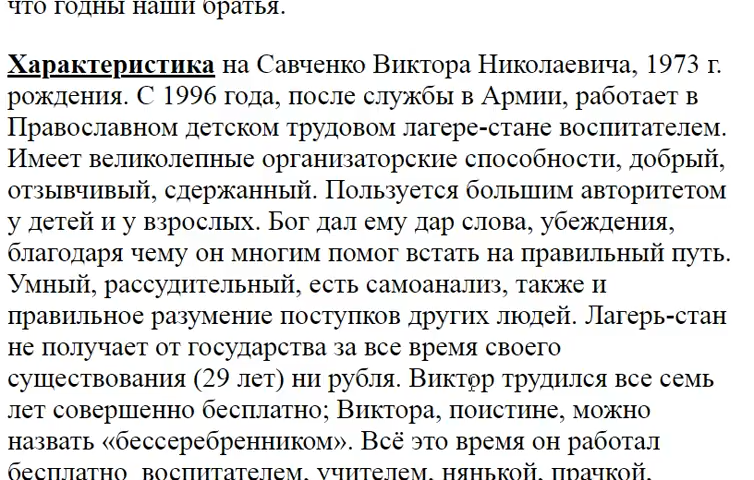 что годны наши братья.
Характеристика на Савченко Виктора Николаевича, 1973 г.
рождения. С 1996 года, после службы в Армии, работает в
Православном детском трудовом лагере-стане воспитателем.
Имеет великолепные организаторские способности, добрый,
отзывчивый, сдержанный. Пользуется большим авторитетом
у детей и у взрослых. Бог дал ему дар слова, убеждения,
благодаря чему он многим помог встать на правильный путь.
Умный, рассудительный, есть самоанализ, также и
правильное разумение поступков других людей. Лагерь-стан
не получает от государства за все время своего
существования (29 лет) ни рубля. Виктор трудился все семь
лет совершенно бесплатно; Виктора, поистине, можно
назвать «бессеребренником». Всё это время он работал
бесплатно воспитателем, учителем, нянькой, прачкой,